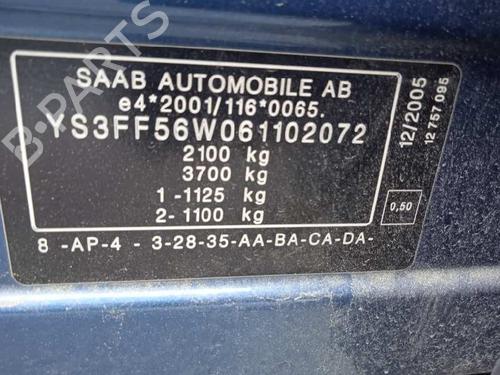 B-PARTS
SAAB AUTOMOBILE AB
e4*2001/116*0065.
YS3FF56W061102072
2100 kg
3700 kg
1 -1125 kg
2- 1100 kg
8 -AP-4 - 3-28-35-AA-BA-CA-DA-
12/2005
12 757 095
0,50